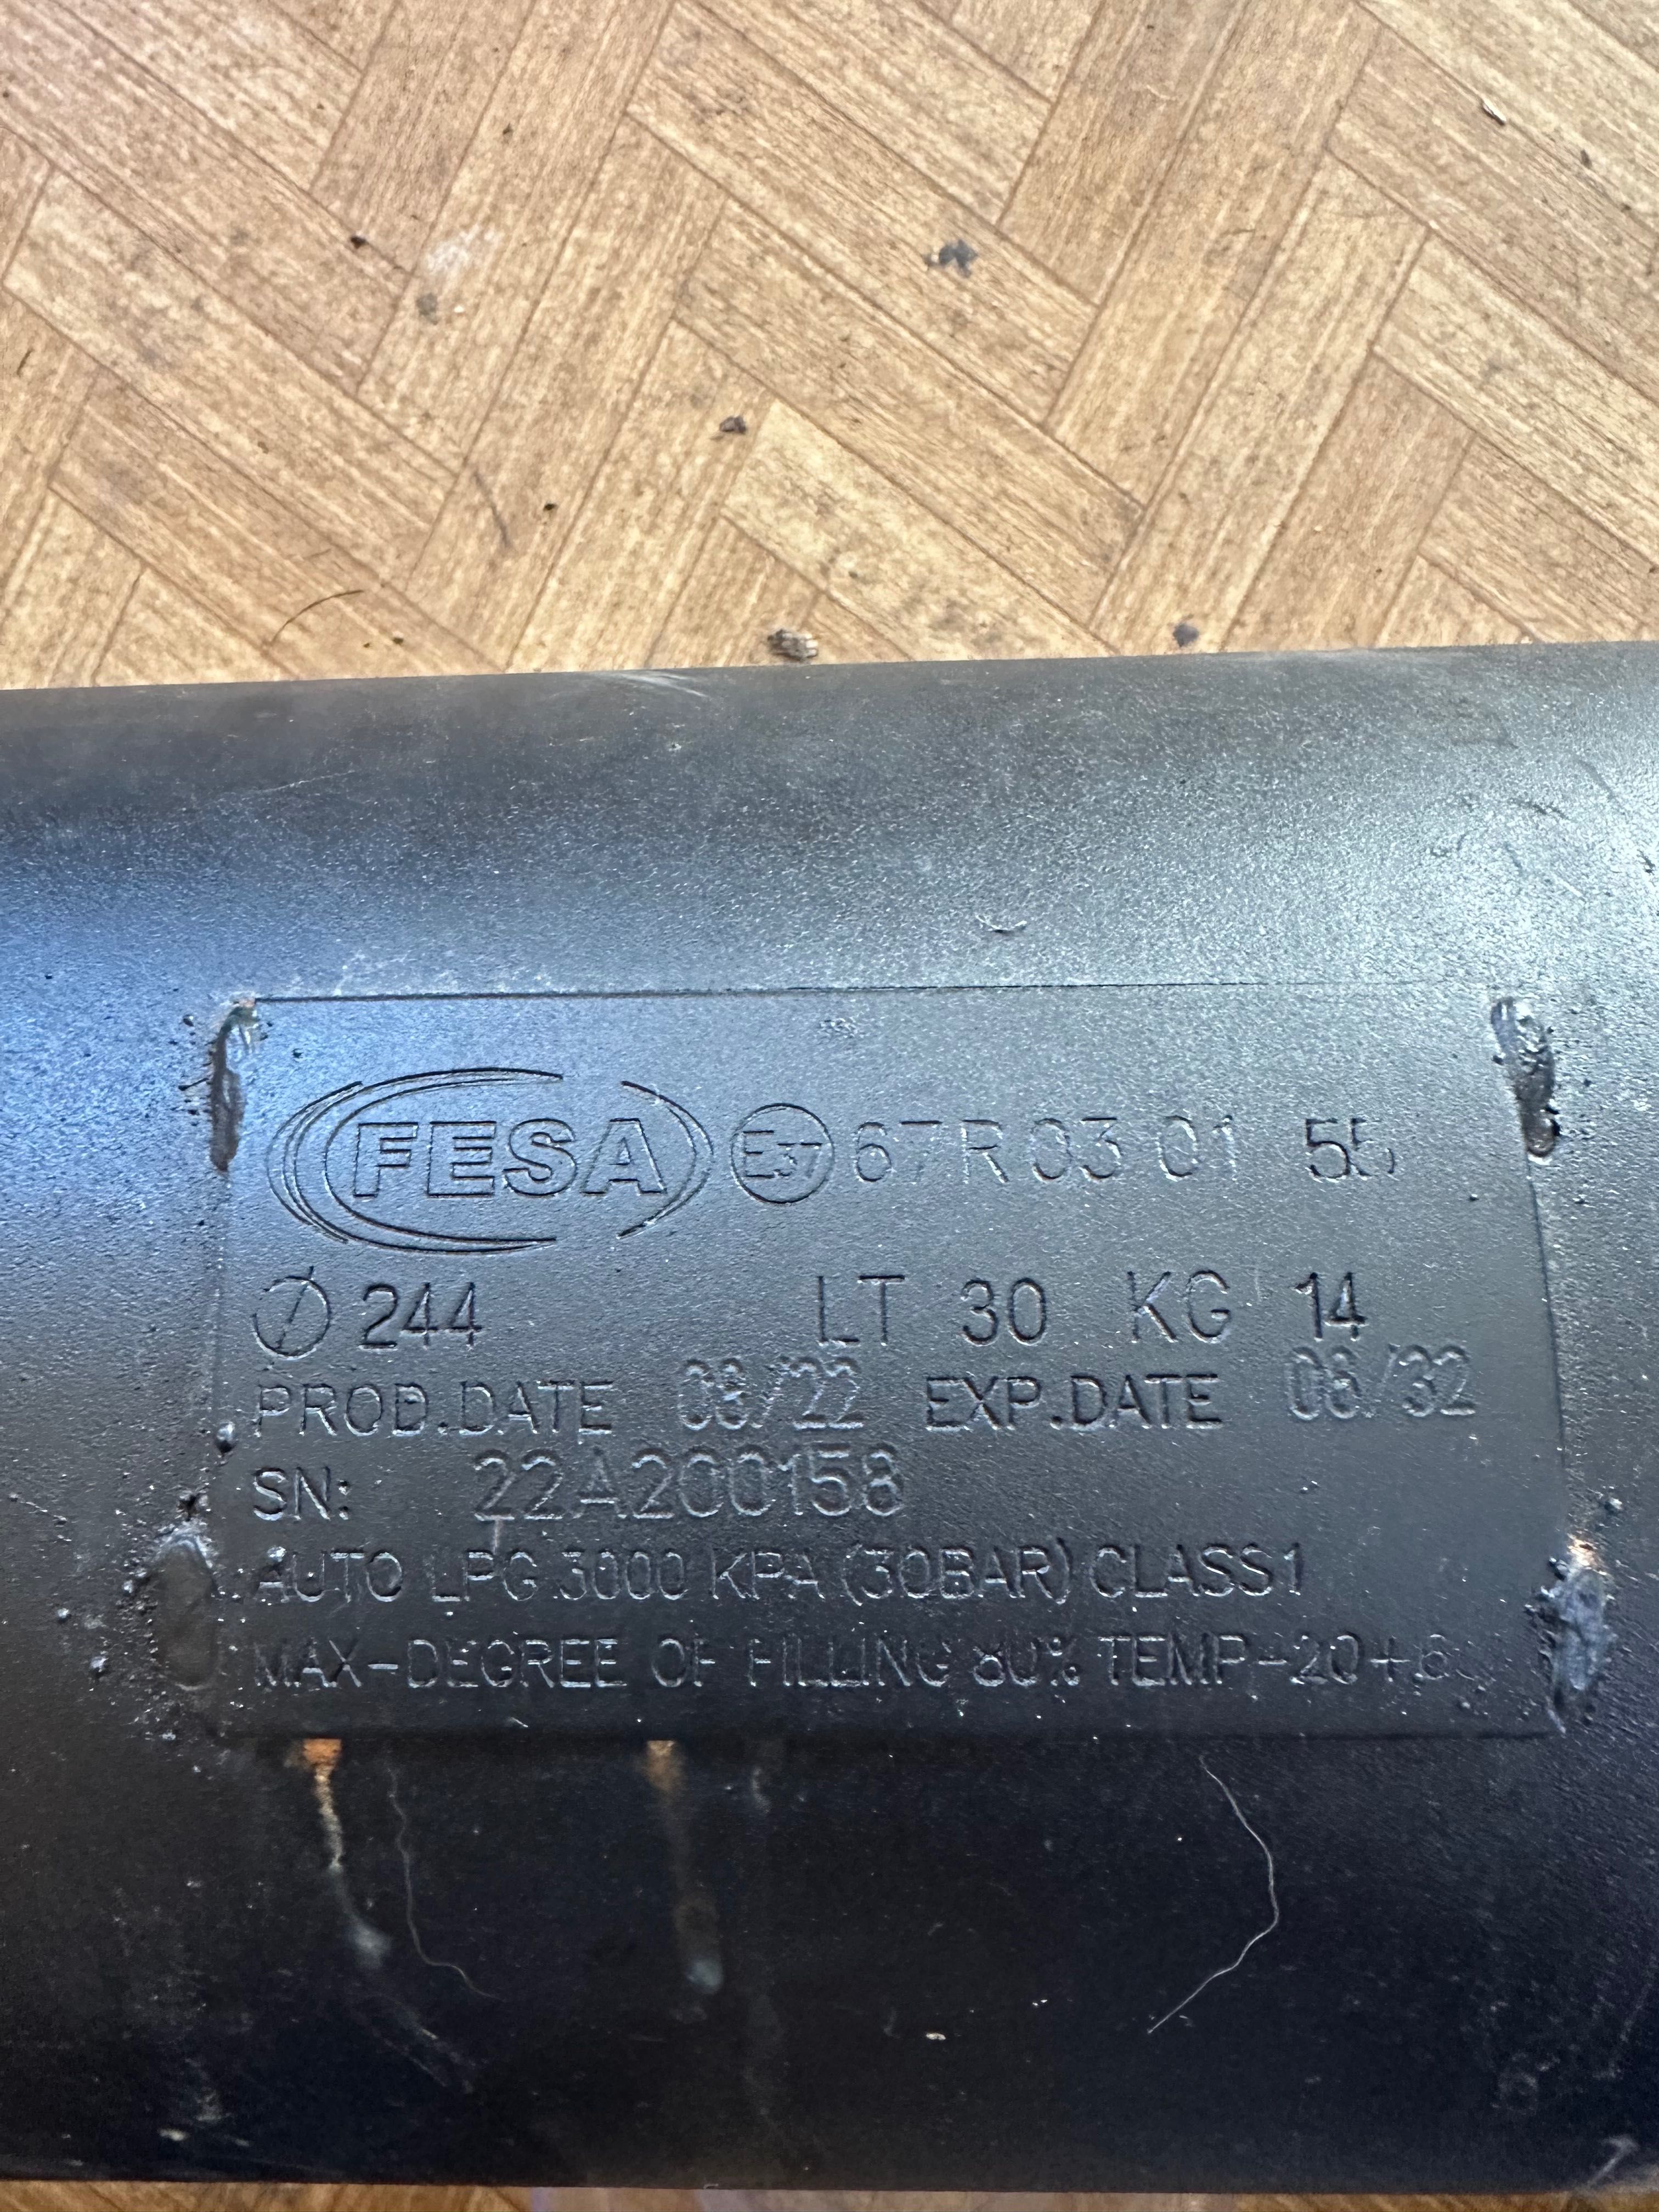 FESA E37 67 R 03 01 55
Ø 244 LT 30 KG 14
PROD.DATE 08/22 EXP.DATE 08/32
SN: 22A200158
AUTO LPG 3000 KPA (30BAR) CLASS1
MAX-DEGREE OF FILLING 80% TEMP-20+